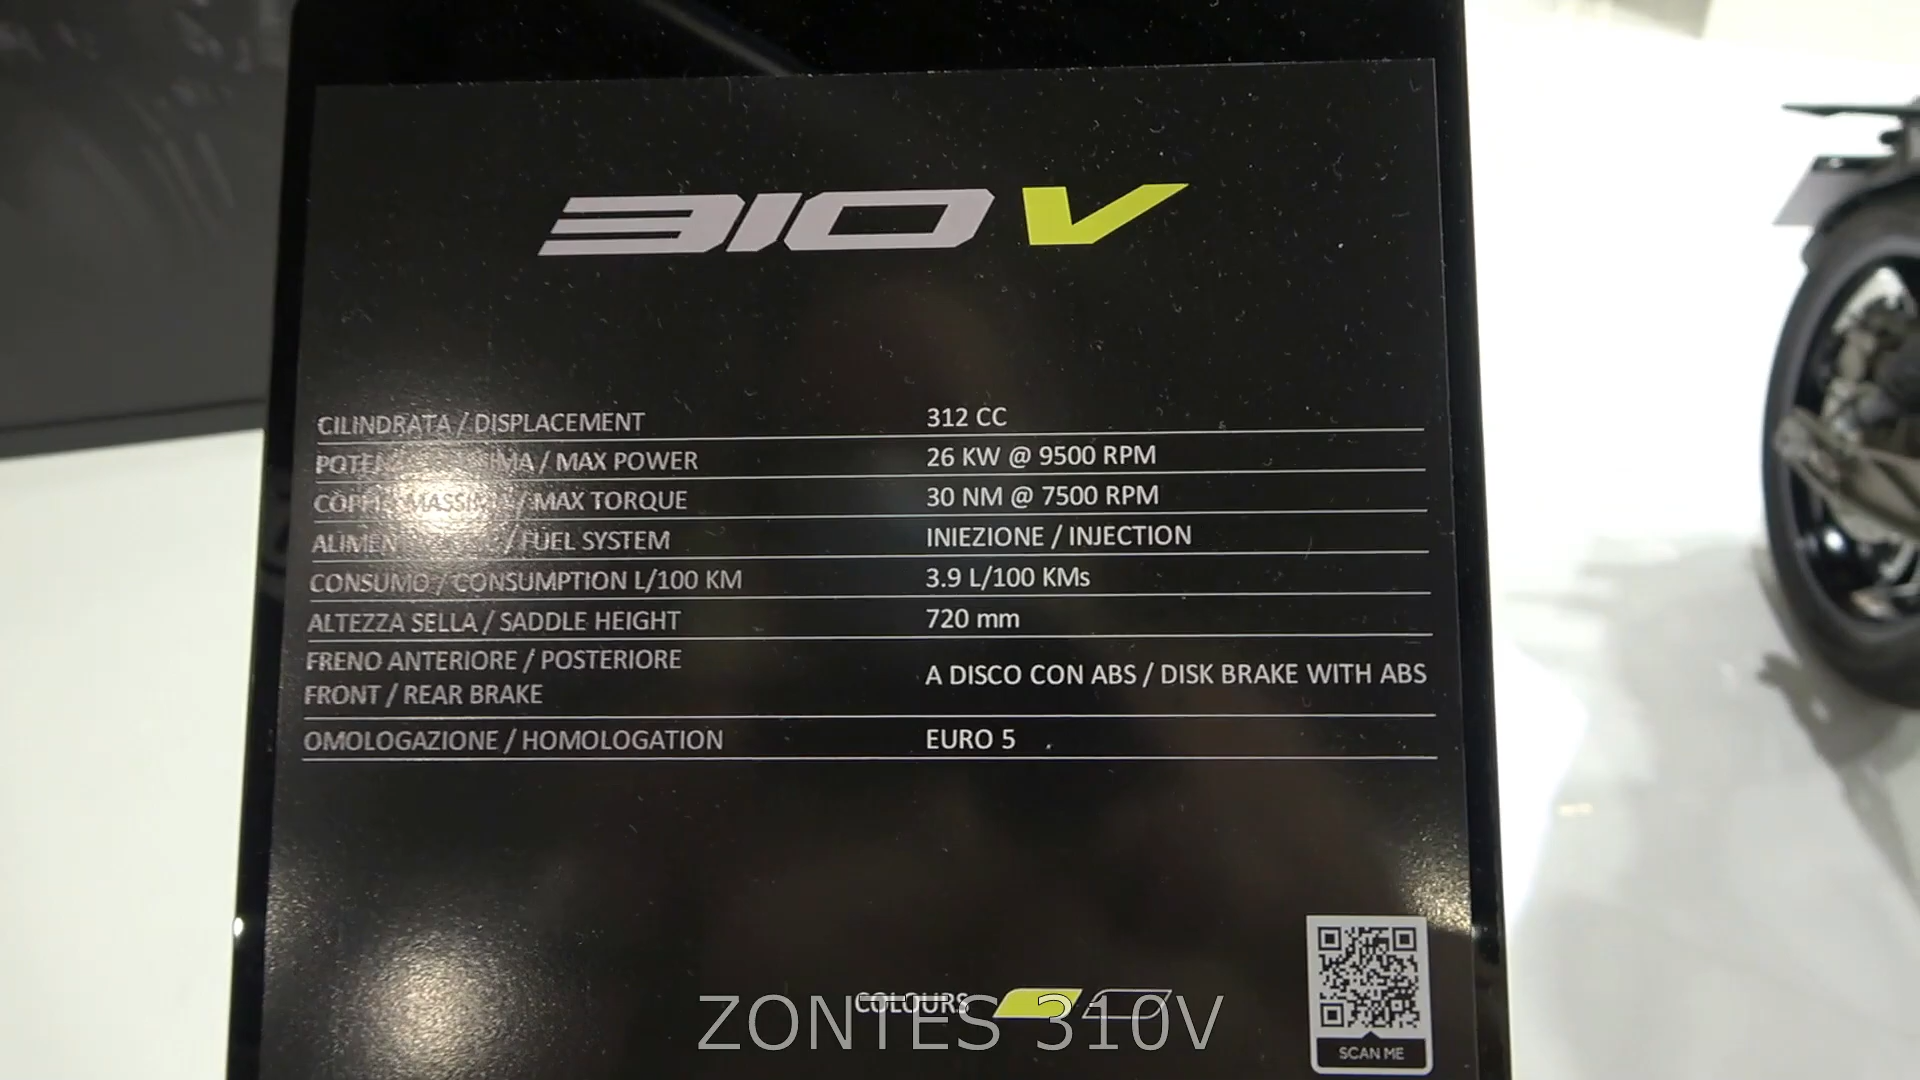 310V
CILINDRATA / DISPLACEMENT 312 CC
/ MAX POWER 26 KW @ 9500 RPM
MASSIMA / MAX TORQUE 30 NM @ 7500 RPM
/ FUEL SYSTEM INIEZIONE / INJECTION
CONSUMO / CONSUMPTION L/100 KM 3.9 L/100 KMs
ALTEZZA SELLA / SADDLE HEIGHT 720 mm
FRENO ANTERIORE / POSTERIORE
FRONT / REAR BRAKE A DISCO CON ABS / DISK BRAKE WITH ABS
OMOLOGAZIONE / HOMOLOGATION EURO 5
COLOURS
ZONTES 310V
SCAN ME